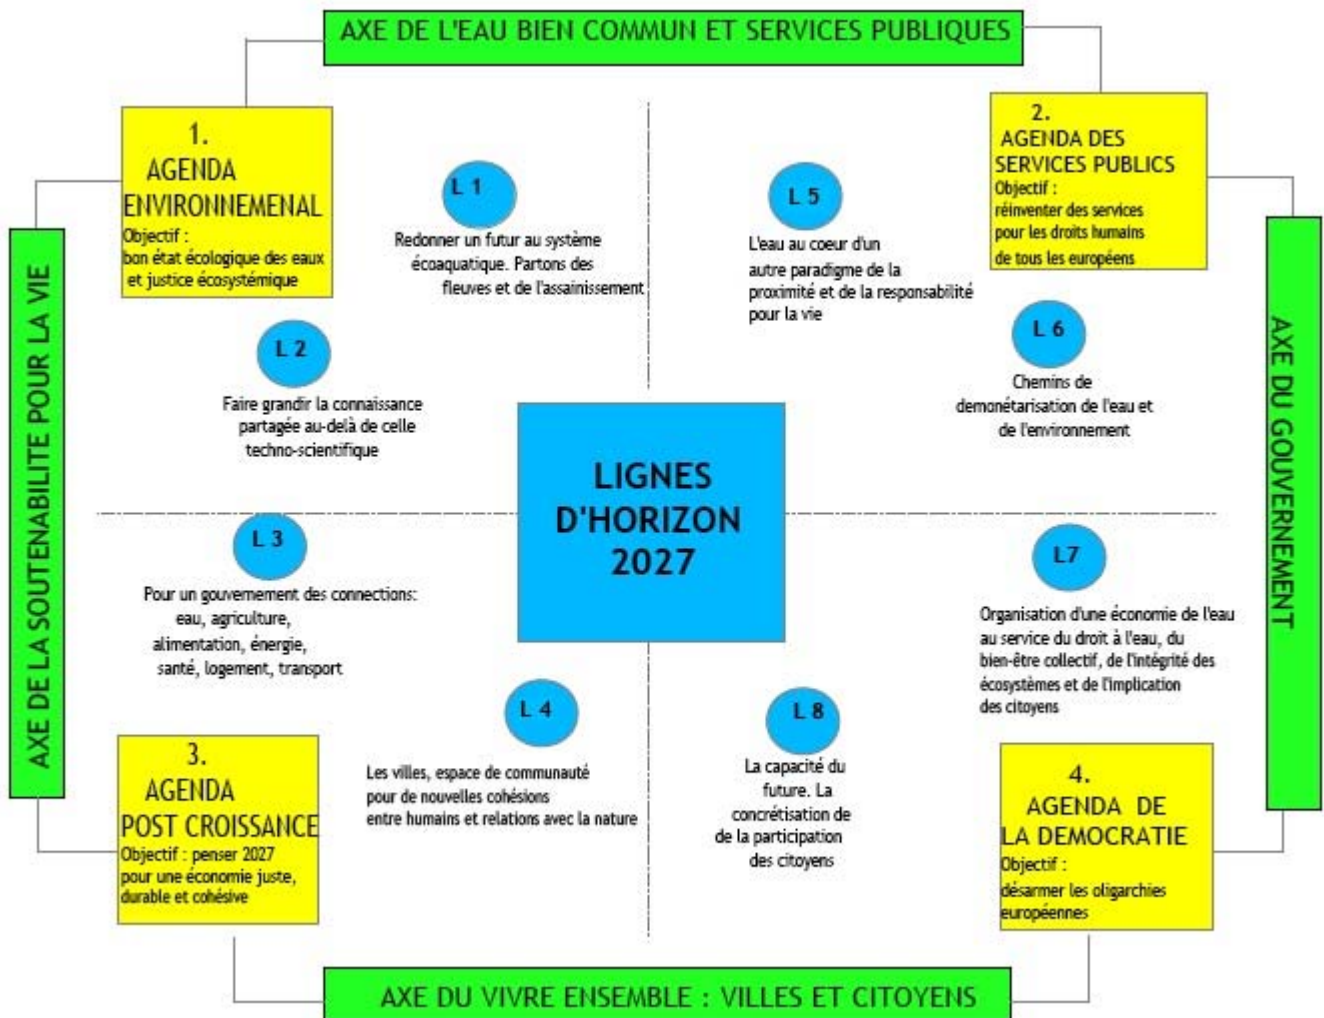 AXE DE L'EAU BIEN COMMUN ET SERVICES PUBLIQUES
1.
AGENDA
ENVIRONNEMENAL
Objectif :
bon état écologique des eaux
et justice écosystémique
L 1
Redonner un futur au système
écoaquatique. Partons des
fleuves et de l'assainissement
L 5
L'eau au coeur d'un
autre paradigme de la
proximité et de la responsabilité
pour la vie
2.
AGENDA DES
SERVICES PUBLICS
Objectif :
réinventer des services
pour les droits humains
de tous les européens
AXE DE LA SOUTENABILITE POUR LA VIE
L 2
Faire grandir la connaissance
partagée au-delà de celle
techno-scientifique
L 6
Chemins de
demonétarisation de l'eau et
de l'environnement
AXE DU GOUVERNEMENT
LIGNES
D'HORIZON
2027
L 3
Pour un gouvernement des connections:
eau, agriculture,
alimentation, énergie,
santé, logement, transport
L7
Organisation d'une économie de l'eau
au service du droit à l'eau, du
bien-être collectif, de l'intégrité des
écosystèmes et de l'implication
des citoyens
3.
AGENDA
POST CROISSANCE
Objectif : penser 2027
pour une économie juste,
durable et cohésive
L 4
Les villes, espace de communauté
pour de nouvelles cohésions
entre humains et relations avec la nature
L 8
La capacité du
future. La
concrétisation de
de la participation
des citoyens
4.
AGENDA DE
LA DEMOCRATIE
Objectif :
désarmer les oligarchies
européennes
AXE DU VIVRE ENSEMBLE : VILLES ET CITOYENS